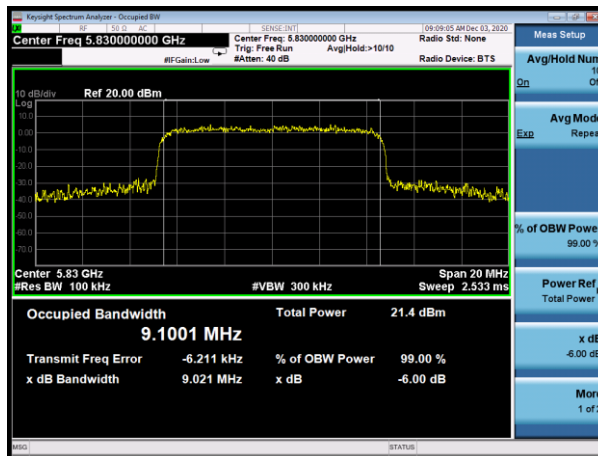 Keysight Spectrum Analyzer - Occupied BW
RF 50 Ω AC SENSE:INT 09:09:05 AM Dec 03, 2020
Center Freq 5.830000000 GHz Center Freq: 5.830000000 GHz Radio Std: None
Trig: Free Run Avg|Hold:>10/10
#IFGain:Low #Atten: 40 dB Radio Device: BTS
10 dB/div Ref 20.00 dBm
Log
10.0
0.00
-10.0
-20.0
-30.0
-40.0
-50.0
-60.0
-70.0
Center 5.83 GHz Span 20 MHz
#Res BW 100 kHz #VBW 300 kHz Sweep 2.533 ms
Occupied Bandwidth Total Power 21.4 dBm
9.1001 MHz
Transmit Freq Error -6.211 kHz % of OBW Power 99.00 %
x dB Bandwidth 9.021 MHz x dB -6.00 dB
MSG STATUS
Meas Setup
Avg/Hold Num
10
On Of
Avg Mode
Exp Repea
% of OBW Power
99.00 %
Power Ref
Total Power
x dB
-6.00 dB
More
1 of 2